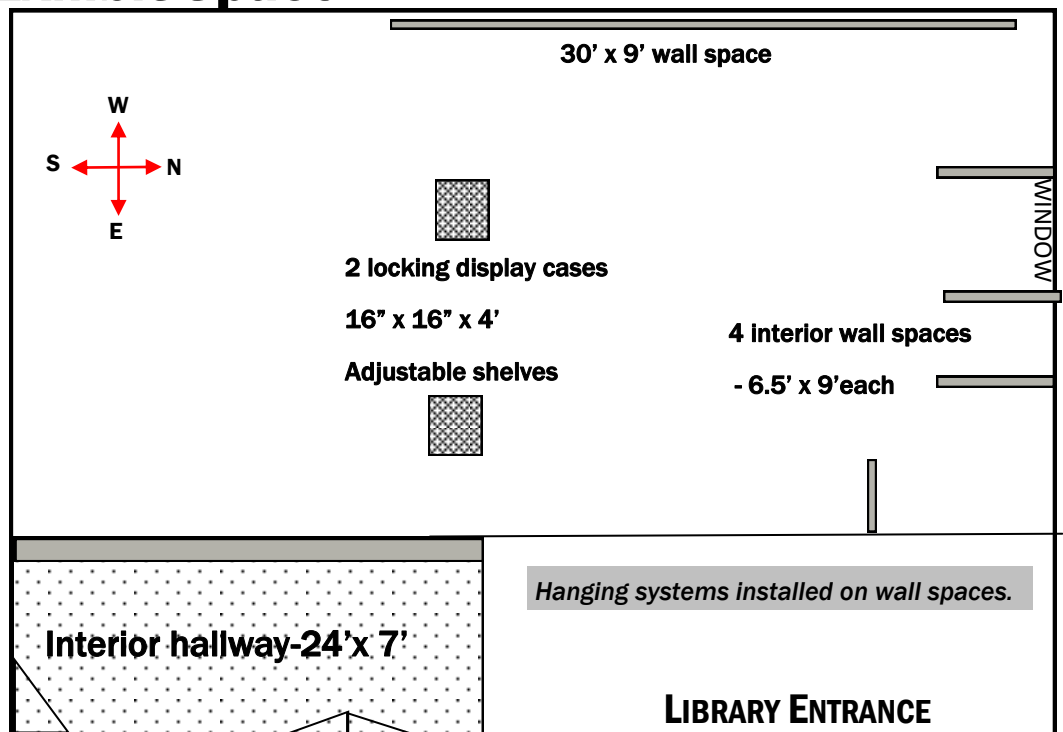 30’ x 9’ wall space
W
S
N
E
WINDOW
2 locking display cases
16” x 16” x 4’
Adjustable shelves
4 interior wall spaces
- 6.5’ x 9’each
Hanging systems installed on wall spaces.
Interior hallway-24’x 7’
LIBRARY ENTRANCE